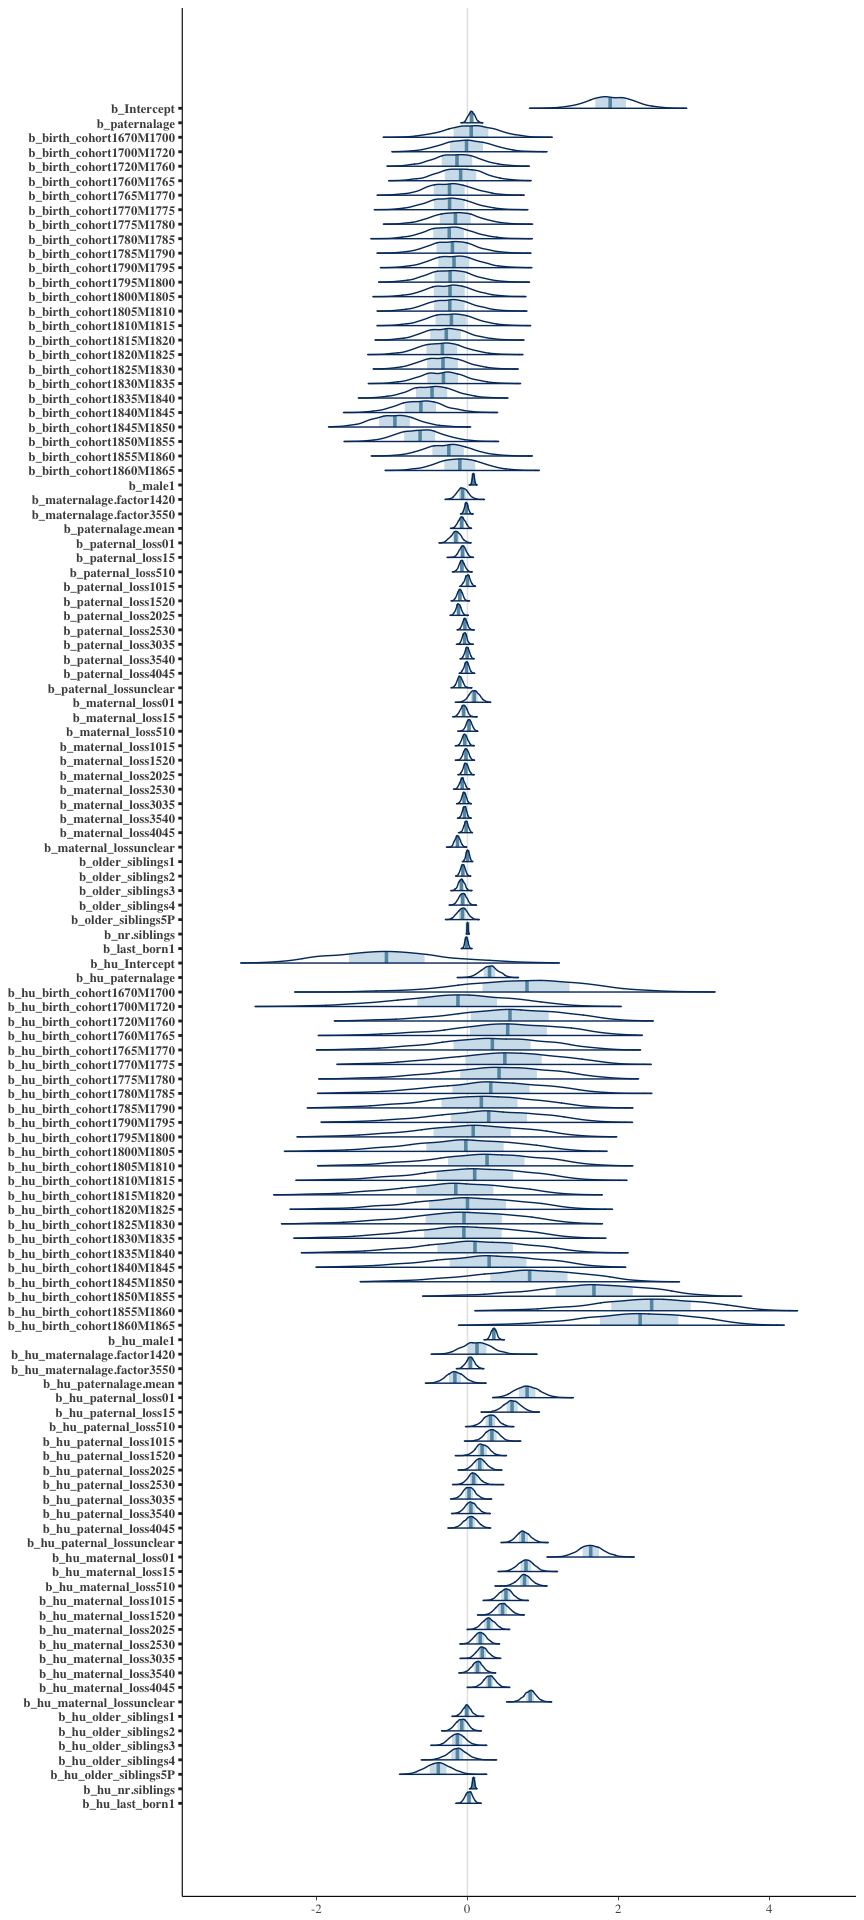 b_Intercept
b_paternalage
b_birth_cohort1670M1700
b_birth_cohort1700M1720
b_birth_cohort1720M1760
b_birth_cohort1760M1765
b_birth_cohort1765M1770
b_birth_cohort1770M1775
b_birth_cohort1775M1780
b_birth_cohort1780M1785
b_birth_cohort1785M1790
b_birth_cohort1790M1795
b_birth_cohort1795M1800
b_birth_cohort1800M1805
b_birth_cohort1805M1810
b_birth_cohort1810M1815
b_birth_cohort1815M1820
b_birth_cohort1820M1825
b_birth_cohort1825M1830
b_birth_cohort1830M1835
b_birth_cohort1835M1840
b_birth_cohort1840M1845
b_birth_cohort1845M1850
b_birth_cohort1850M1855
b_birth_cohort1855M1860
b_birth_cohort1860M1865
b_male1
b_maternalage.factor1420
b_maternalage.factor3550
b_paternalage.mean
b_paternal_loss01
b_paternal_loss15
b_paternal_loss510
b_paternal_loss1015
b_paternal_loss1520
b_paternal_loss2025
b_paternal_loss2530
b_paternal_loss3035
b_paternal_loss3540
b_paternal_loss4045
b_paternal_lossunclear
b_maternal_loss01
b_maternal_loss15
b_maternal_loss510
b_maternal_loss1015
b_maternal_loss1520
b_maternal_loss2025
b_maternal_loss2530
b_maternal_loss3035
b_maternal_loss3540
b_maternal_loss4045
b_maternal_lossunclear
b_older_siblings1
b_older_siblings2
b_older_siblings3
b_older_siblings4
b_older_siblings5P
b_nr.siblings
b_last_born1
b_hu_Intercept
b_hu_paternalage
b_hu_birth_cohort1670M1700
b_hu_birth_cohort1700M1720
b_hu_birth_cohort1720M1760
b_hu_birth_cohort1760M1765
b_hu_birth_cohort1765M1770
b_hu_birth_cohort1770M1775
b_hu_birth_cohort1775M1780
b_hu_birth_cohort1780M1785
b_hu_birth_cohort1785M1790
b_hu_birth_cohort1790M1795
b_hu_birth_cohort1795M1800
b_hu_birth_cohort1800M1805
b_hu_birth_cohort1805M1810
b_hu_birth_cohort1810M1815
b_hu_birth_cohort1815M1820
b_hu_birth_cohort1820M1825
b_hu_birth_cohort1825M1830
b_hu_birth_cohort1830M1835
b_hu_birth_cohort1835M1840
b_hu_birth_cohort1840M1845
b_hu_birth_cohort1845M1850
b_hu_birth_cohort1850M1855
b_hu_birth_cohort1855M1860
b_hu_birth_cohort1860M1865
b_hu_male1
b_hu_maternalage.factor1420
b_hu_maternalage.factor3550
b_hu_paternalage.mean
b_hu_paternal_loss01
b_hu_paternal_loss15
b_hu_paternal_loss510
b_hu_paternal_loss1015
b_hu_paternal_loss1520
b_hu_paternal_loss2025
b_hu_paternal_loss2530
b_hu_paternal_loss3035
b_hu_paternal_loss3540
b_hu_paternal_loss4045
b_hu_paternal_lossunclear
b_hu_maternal_loss01
b_hu_maternal_loss15
b_hu_maternal_loss510
b_hu_maternal_loss1015
b_hu_maternal_loss1520
b_hu_maternal_loss2025
b_hu_maternal_loss2530
b_hu_maternal_loss3035
b_hu_maternal_loss3540
b_hu_maternal_loss4045
b_hu_maternal_lossunclear
b_hu_older_siblings1
b_hu_older_siblings2
b_hu_older_siblings3
b_hu_older_siblings4
b_hu_older_siblings5P
b_hu_nr.siblings
b_hu_last_born1
-2 0 2 4